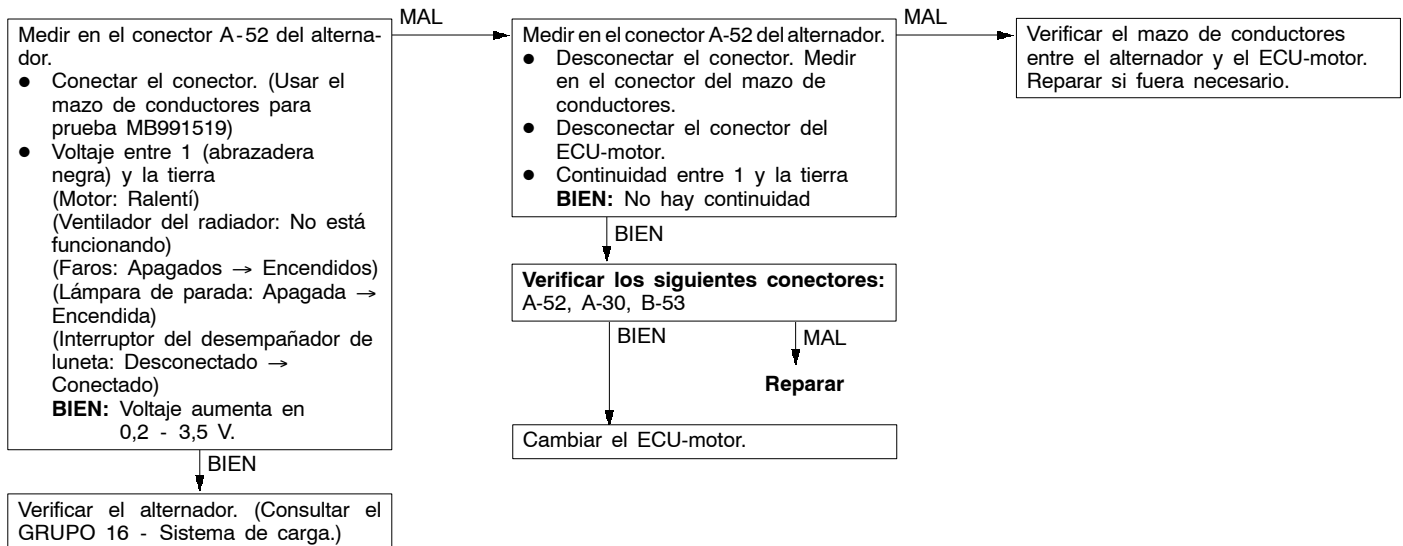 Medir en el conector A-52 del alterna-
dor.
● Conectar el conector. (Usar el
mazo de conductores para
prueba MB991519)
● Voltaje entre 1 (abrazadera
negra) y la tierra
(Motor: Ralentí)
(Ventilador del radiador: No está
funcionando)
(Faros: Apagados → Encendidos)
(Lámpara de parada: Apagada →
Encendida)
(Interruptor del desempañador de
luneta: Desconectado →
Conectado)
BIEN: Voltaje aumenta en
0,2 - 3,5 V.
BIEN
Verificar el alternador. (Consultar el
GRUPO 16 - Sistema de carga.)
MAL
Medir en el conector A-52 del alternador.
● Desconectar el conector. Medir
en el conector del mazo de
conductores.
● Desconectar el conector del
ECU-motor.
● Continuidad entre 1 y la tierra
BIEN: No hay continuidad
BIEN
Verificar los siguientes conectores:
A-52, A-30, B-53
BIEN
MAL
Reparar
Cambiar el ECU-motor.
MAL
Verificar el mazo de conductores
entre el alternador y el ECU-motor.
Reparar si fuera necesario.